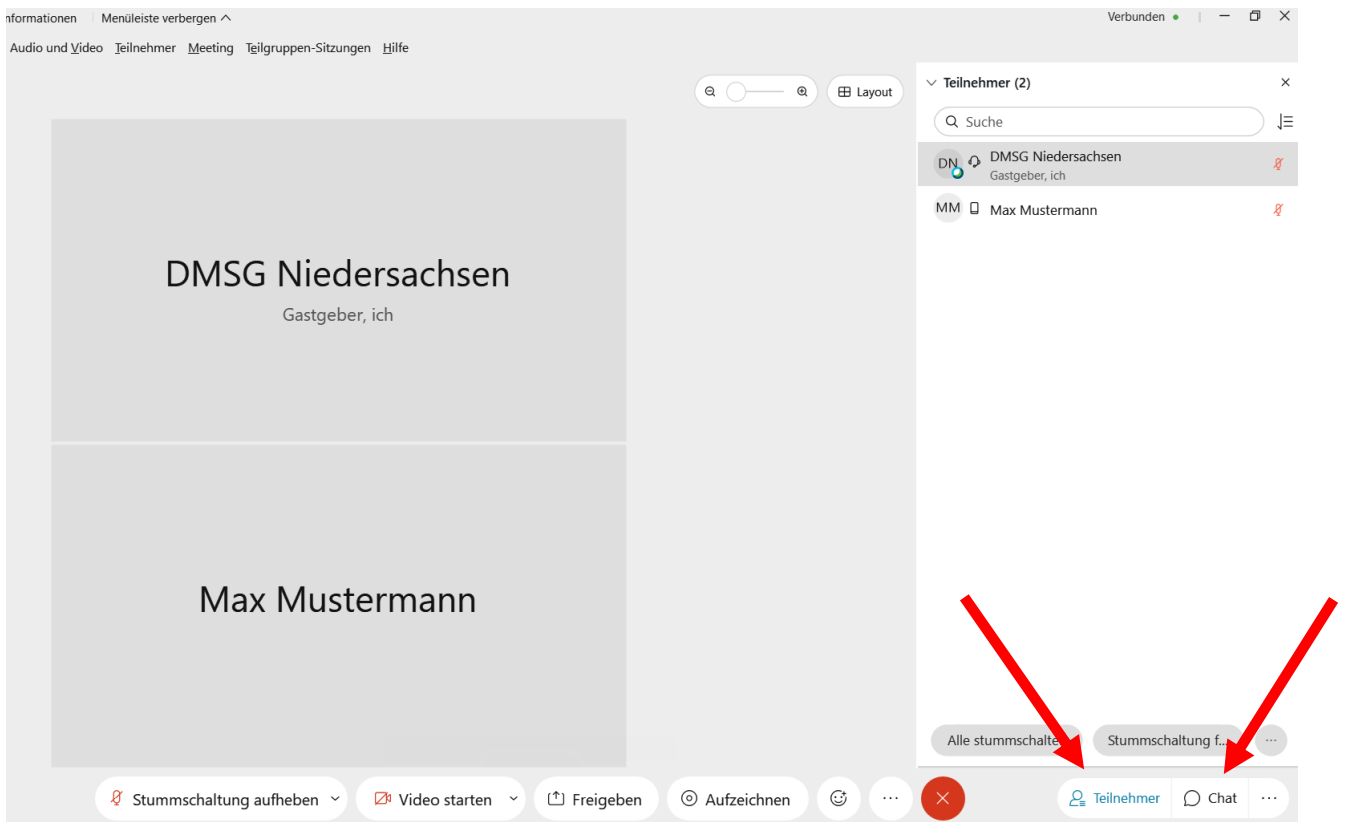 nformationen Menüleiste verbergen
Verbunden
Audio und Video Teilnehmer Meeting Teilgruppen-Sitzungen Hilfe
Layout
Teilnehmer (2)
Suche
DN DMSG Niedersachsen
Gastgeber, ich
MM Max Mustermann
DMSG Niedersachsen
Gastgeber, ich
Max Mustermann
Alle stummschalte Stummschaltung f... ...
Stummschaltung aufheben Video starten Freigeben Aufzeichnen ... Teilnehmer Chat ...